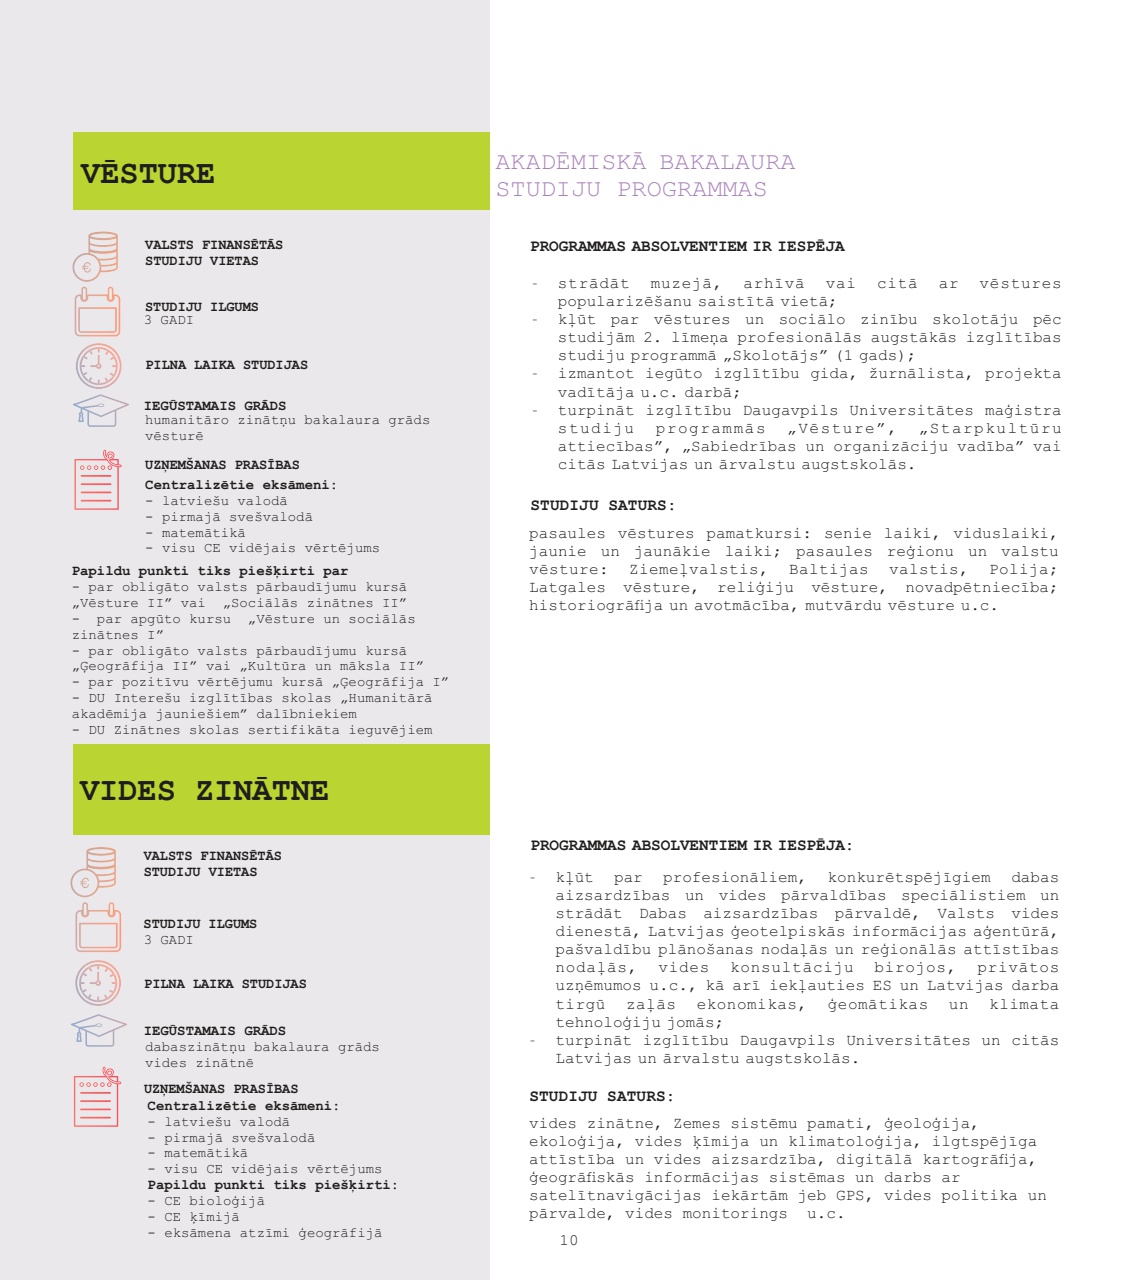 VĒSTURE
AKADĒMISKĀ BAKALAURA
STUDIJU PROGRAMMAS
VALSTS FINANSĒTĀS
STUDIJU VIETAS
€
STUDIJU ILGUMS
3 GADI
PILNA LAIKA STUDIJAS
IEGŪSTAMAIS GRĀDS
humanitāro zinātņu bakalaura grāds
vēsturē
UZŅEMŠANAS PRASĪBAS
Centralizētie eksāmeni:
- latviešu valodā
- pirmajā svešvalodā
- matemātikā
- visu CE vidējais vērtējums
Papildu punkti tiks piešķirti par
- par obligāto valsts pārbaudījumu kursā
„Vēsture II” vai „Sociālās zinātnes II”
- par apgūto kursu „Vēsture un sociālās
zinātnes I”
- par obligāto valsts pārbaudījumu kursā
„Ģeogrāfija II” vai „Kultūra un māksla II”
- par pozitīvu vērtējumu kursā „Ģeogrāfija I”
- DU Interešu izglītības skolas „Humanitārā
akadēmija jauniešiem” dalībniekiem
- DU Zinātnes skolas sertifikāta ieguvējiem
PROGRAMMAS ABSOLVENTIEM IR IESPĒJA
- strādāt muzejā, arhīvā vai citā ar vēstures
popularizēšanu saistītā vietā;
- kļūt par vēstures un sociālo zinību skolotāju pēc
studijām 2. līmeņa profesionālās augstākās izglītības
studiju programmā „Skolotājs” (1 gads);
- izmantot iegūto izglītību gida, žurnālista, projekta
vadītāja u.c. darbā;
- turpināt izglītību Daugavpils Universitātes maģistra
studiju programmās „Vēsture”, „Starpkultūru
attiecības”, „Sabiedrības un organizāciju vadība” vai
citās Latvijas un ārvalstu augstskolās.
STUDIJU SATURS:
pasaules vēstures pamatkursi: senie laiki, viduslaiki,
jaunie un jaunākie laiki; pasaules reģionu un valstu
vēsture: Ziemeļvalstis, Baltijas valstis, Polija;
Latgales vēsture, reliģiju vēsture, novadpētniecība;
historiogrāfija un avotmācība, mutvārdu vēsture u.c.
VIDES ZINĀTNE
VALSTS FINANSĒTĀS
STUDIJU VIETAS
€
STUDIJU ILGUMS
3 GADI
PILNA LAIKA STUDIJAS
IEGŪSTAMAIS GRĀDS
dabaszinātņu bakalaura grāds
vides zinātnē
UZŅEMŠANAS PRASĪBAS
Centralizētie eksāmeni:
- latviešu valodā
- pirmajā svešvalodā
- matemātikā
- visu CE vidējais vērtējums
Papildu punkti tiks piešķirti:
- CE bioloģijā
- CE ķīmijā
- eksāmena atzīmi ģeogrāfijā
PROGRAMMAS ABSOLVENTIEM IR IESPĒJA:
- kļūt par profesionāliem, konkurētspējīgiem dabas
aizsardzības un vides pārvaldības speciālistiem un
strādāt Dabas aizsardzības pārvaldē, Valsts vides
dienestā, Latvijas ģeotelpiskās informācijas aģentūrā,
pašvaldību plānošanas nodaļās un reģionālās attīstības
nodaļās, vides konsultāciju birojos, privātos
uzņēmumos u.c., kā arī iekļauties ES un Latvijas darba
tirgū zaļās ekonomikas, ģeomātikas un klimata
tehnoloģiju jomās;
- turpināt izglītību Daugavpils Universitātes un citās
Latvijas un ārvalstu augstskolās.
STUDIJU SATURS:
vides zinātne, Zemes sistēmu pamati, ģeoloģija,
ekoloģija, vides ķīmija un klimatoloģija, ilgtspējīga
attīstība un vides aizsardzība, digitālā kartogrāfija,
ģeogrāfiskās informācijas sistēmas un darbs ar
satelītnavigācijas iekārtām jeb GPS, vides politika un
pārvalde, vides monitorings u.c.
10